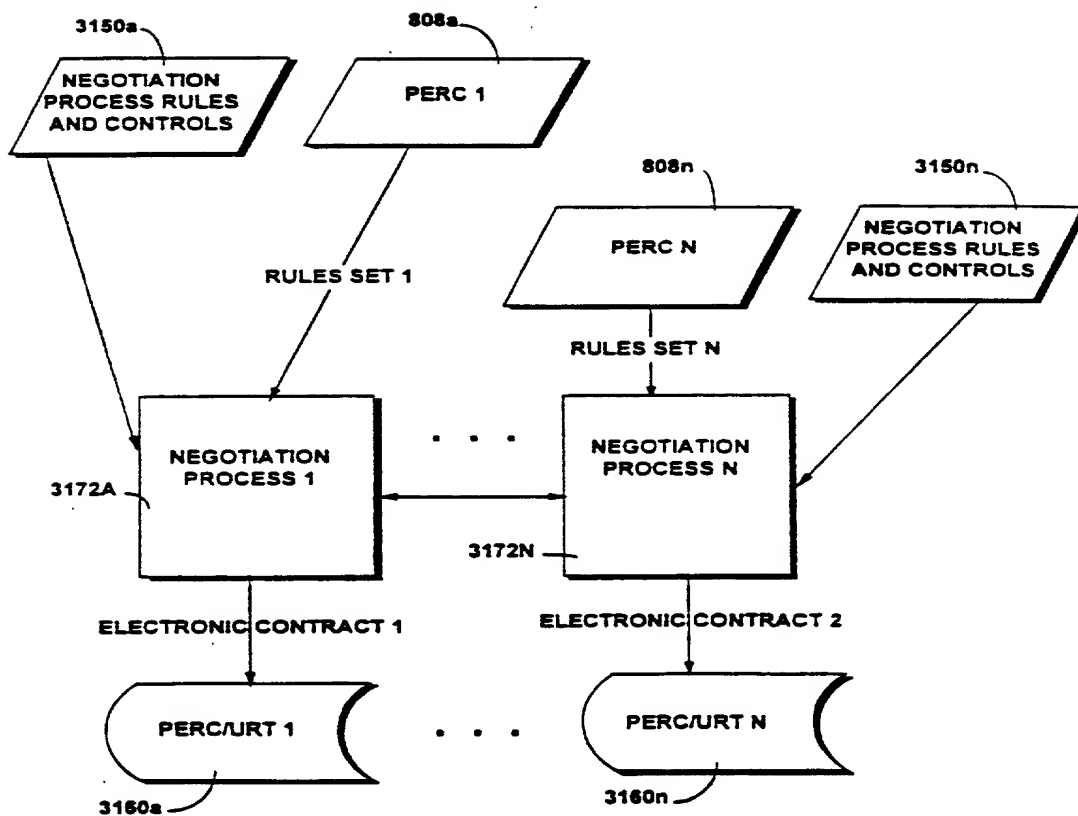 3150a
808a
NEGOTIATION
PROCESS RULES
AND CONTROLS
PERC 1
808n
3150n
PERC N
NEGOTIATION
PROCESS RULES
AND CONTROLS
RULES SET 1
RULES SET N
NEGOTIATION
PROCESS 1
. . .
NEGOTIATION
PROCESS N
3172A
3172N
ELECTRONIC CONTRACT 1
ELECTRONIC CONTRACT 2
PERC/URT 1
. . .
PERC/URT N
3160a
3160n